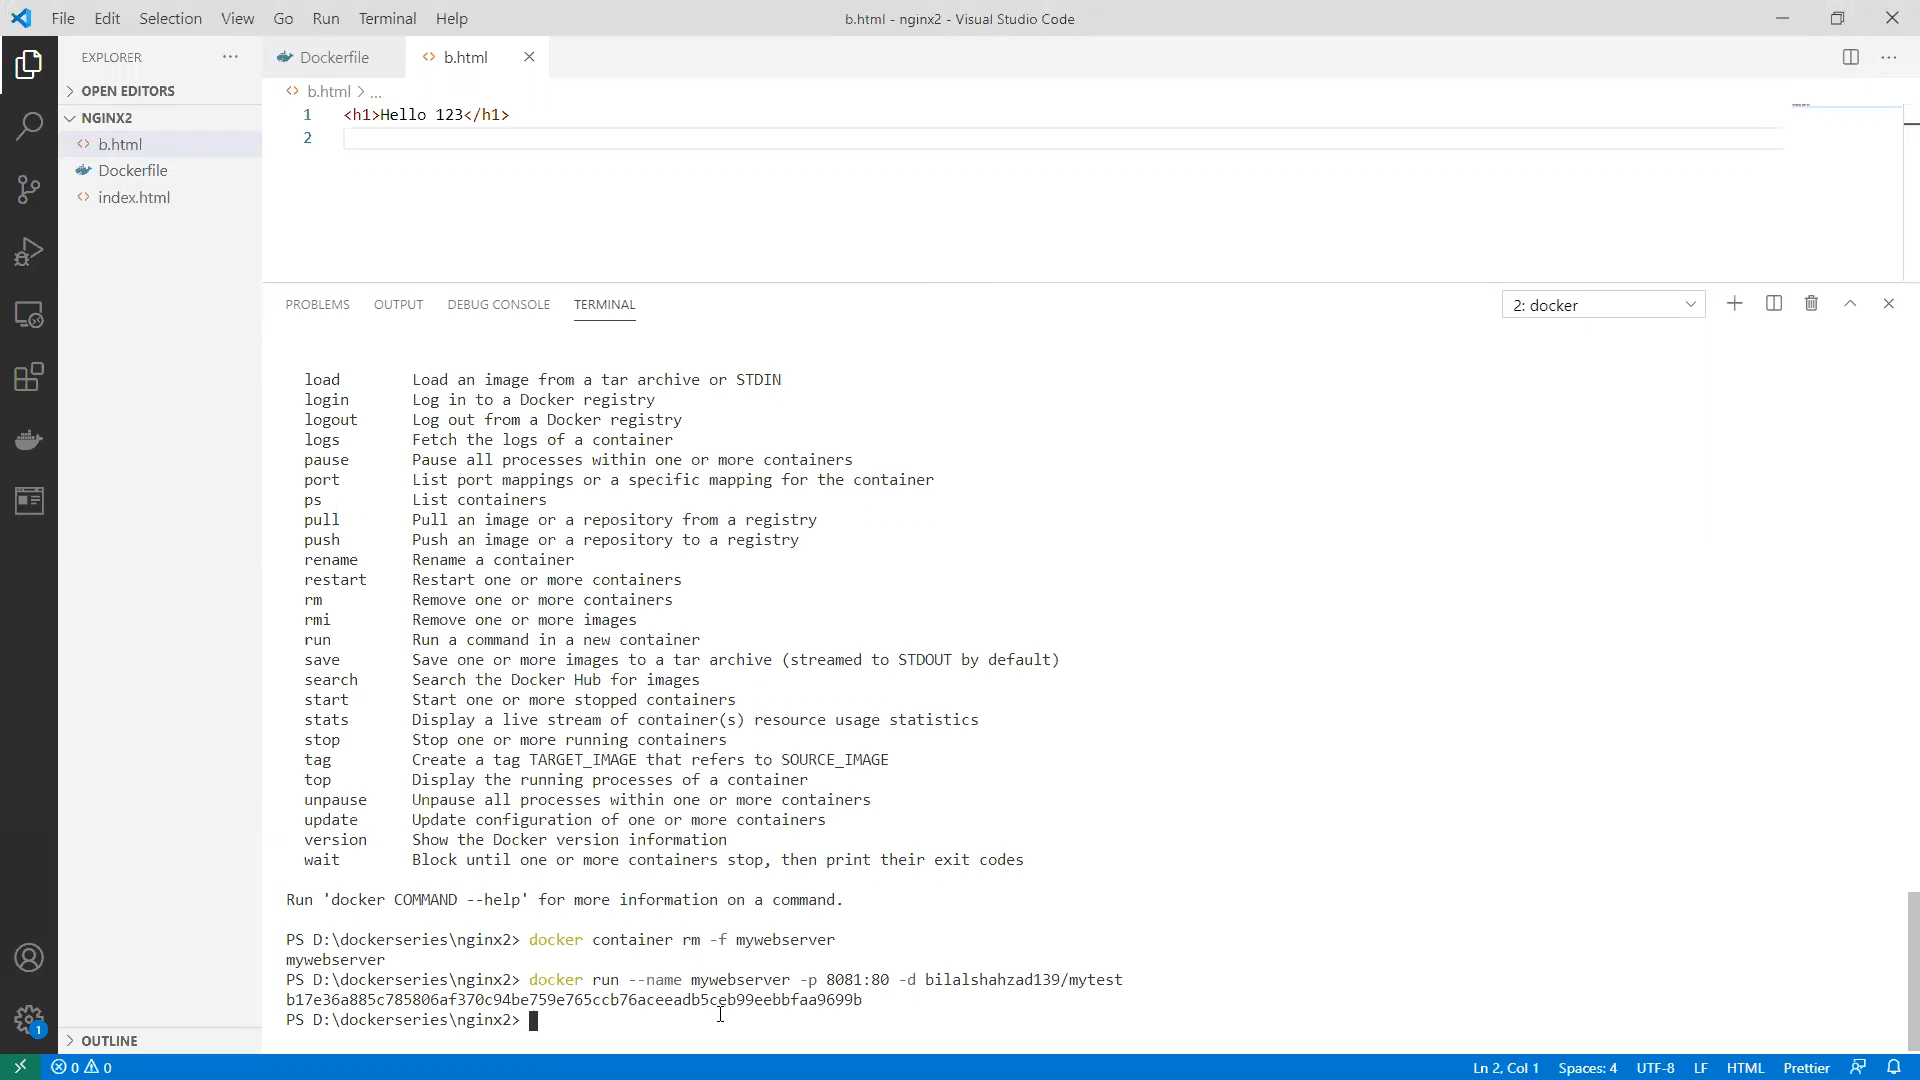 File Edit Selection View Go Run Terminal Help
b.html - nginx2 - Visual Studio Code
EXPLORER
OPEN EDITORS
NGINX2
b.html
Dockerfile
index.html
OUTLINE
Dockerfile b.html
b.html > ...
1 <h1>Hello 123</h1>
2
PROBLEMS OUTPUT DEBUG CONSOLE TERMINAL
2: docker
load Load an image from a tar archive or STDIN
login Log in to a Docker registry
logout Log out from a Docker registry
logs Fetch the logs of a container
pause Pause all processes within one or more containers
port List port mappings or a specific mapping for the container
ps List containers
pull Pull an image or a repository from a registry
push Push an image or a repository to a registry
rename Rename a container
restart Restart one or more containers
rm Remove one or more containers
rmi Remove one or more images
run Run a command in a new container
save Save one or more images to a tar archive (streamed to STDOUT by default)
search Search the Docker Hub for images
start Start one or more stopped containers
stats Display a live stream of container(s) resource usage statistics
stop Stop one or more running containers
tag Create a tag TARGET_IMAGE that refers to SOURCE_IMAGE
top Display the running processes of a container
unpause Unpause all processes within one or more containers
update Update configuration of one or more containers
version Show the Docker version information
wait Block until one or more containers stop, then print their exit codes
Run 'docker COMMAND --help' for more information on a command.
PS D:\dockerseries\nginx2> docker container rm -f mywebserver
mywebserver
PS D:\dockerseries\nginx2> docker run --name mywebserver -p 8081:80 -d bilalshahzad139/mytest
b17e36a885c785806af370c94be759e765ccb76aceeadb5ceb99eebbfaa9699b
PS D:\dockerseries\nginx2>
1
0 0
Ln 2, Col 1 Spaces: 4 UTF-8 LF HTML Prettier